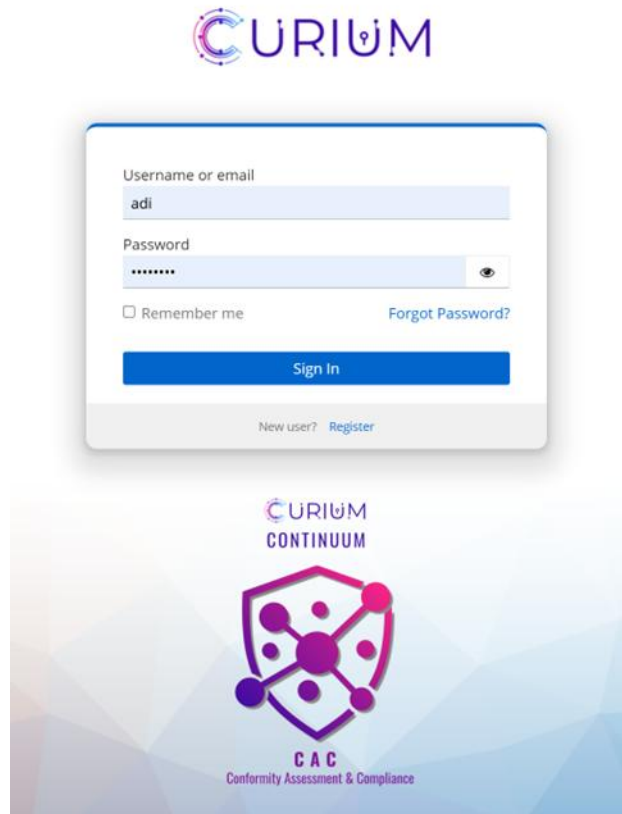 CURIUM
Username or email
adi
Password
••••••••
Remember me Forgot Password?
Sign In
New user? Register
CURIUM
CONTINUUM
CAC
Conformity Assessment & Compliance